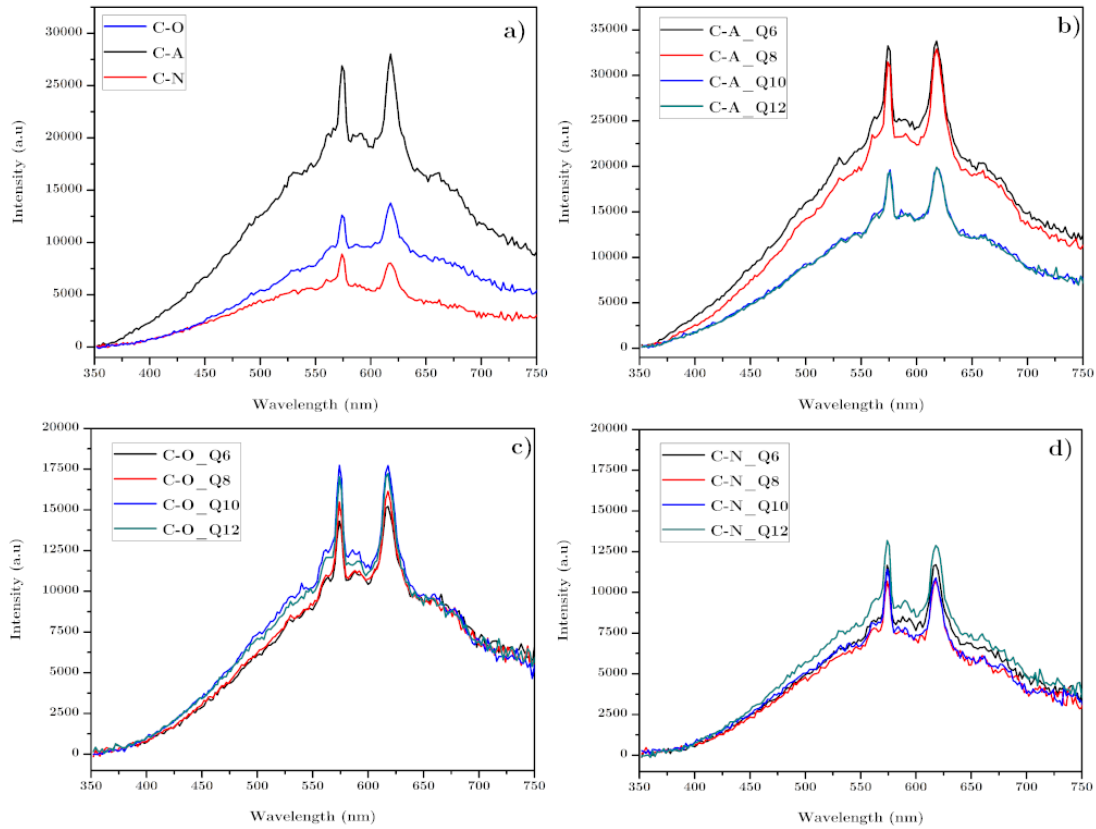 a)
C-O
C-A
C-N
30000
25000
20000
15000
10000
5000
0
Intensity (a.u)
350 400 450 500 550 600 650 700 750
Wavelength (nm)
b)
C-A_Q6
C-A_Q8
C-A_Q10
C-A_Q12
35000
30000
25000
20000
15000
10000
5000
0
Intensity (a.u)
350 400 450 500 550 600 650 700 750
Wavelength (nm)
c)
C-O_Q6
C-O_Q8
C-O_Q10
C-O_Q12
20000
17500
15000
12500
10000
7500
5000
2500
0
Intensity (a.u)
350 400 450 500 550 600 650 700 750
Wavelength (nm)
d)
C-N_Q6
C-N_Q8
C-N_Q10
C-N_Q12
20000
17500
15000
12500
10000
7500
5000
2500
0
Intensity (a.u)
350 400 450 500 550 600 650 700 750
Wavelength (nm)